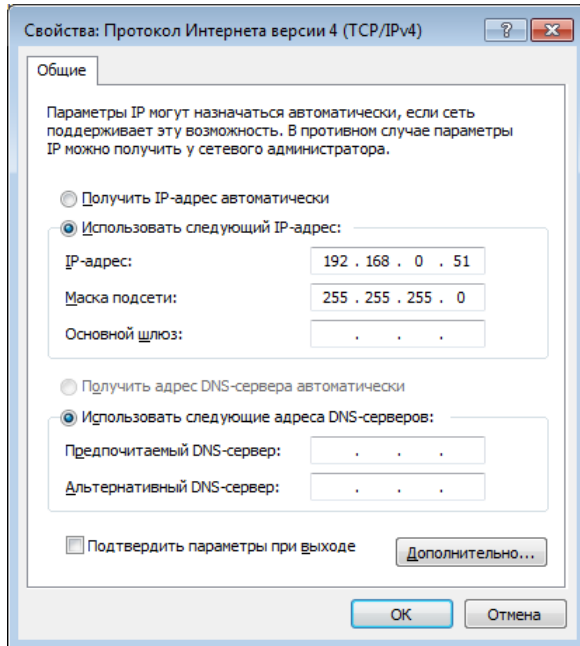 Свойства: Протокол Интернета версии 4 (TCP/IPv4)
Общие
Параметры IP могут назначаться автоматически, если сеть
поддерживает эту возможность. В противном случае параметры
IP можно получить у сетевого администратора.
Получить IP-адрес автоматически
Использовать следующий IP-адрес:
IP-адрес: 192 . 168 . 0 . 51
Маска подсети: 255 . 255 . 255 . 0
Основной шлюз: . . .
Получить адрес DNS-сервера автоматически
Использовать следующие адреса DNS-серверов:
Предпочитаемый DNS-сервер: . . .
Альтернативный DNS-сервер: . . .
Подтвердить параметры при выходе
Дополнительно...
ОК Отмена